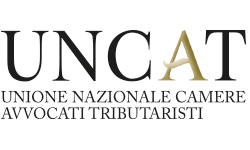 UNCAT
UNIONE NAZIONALE CAMERE
AVVOCATI TRIBUTARISTI